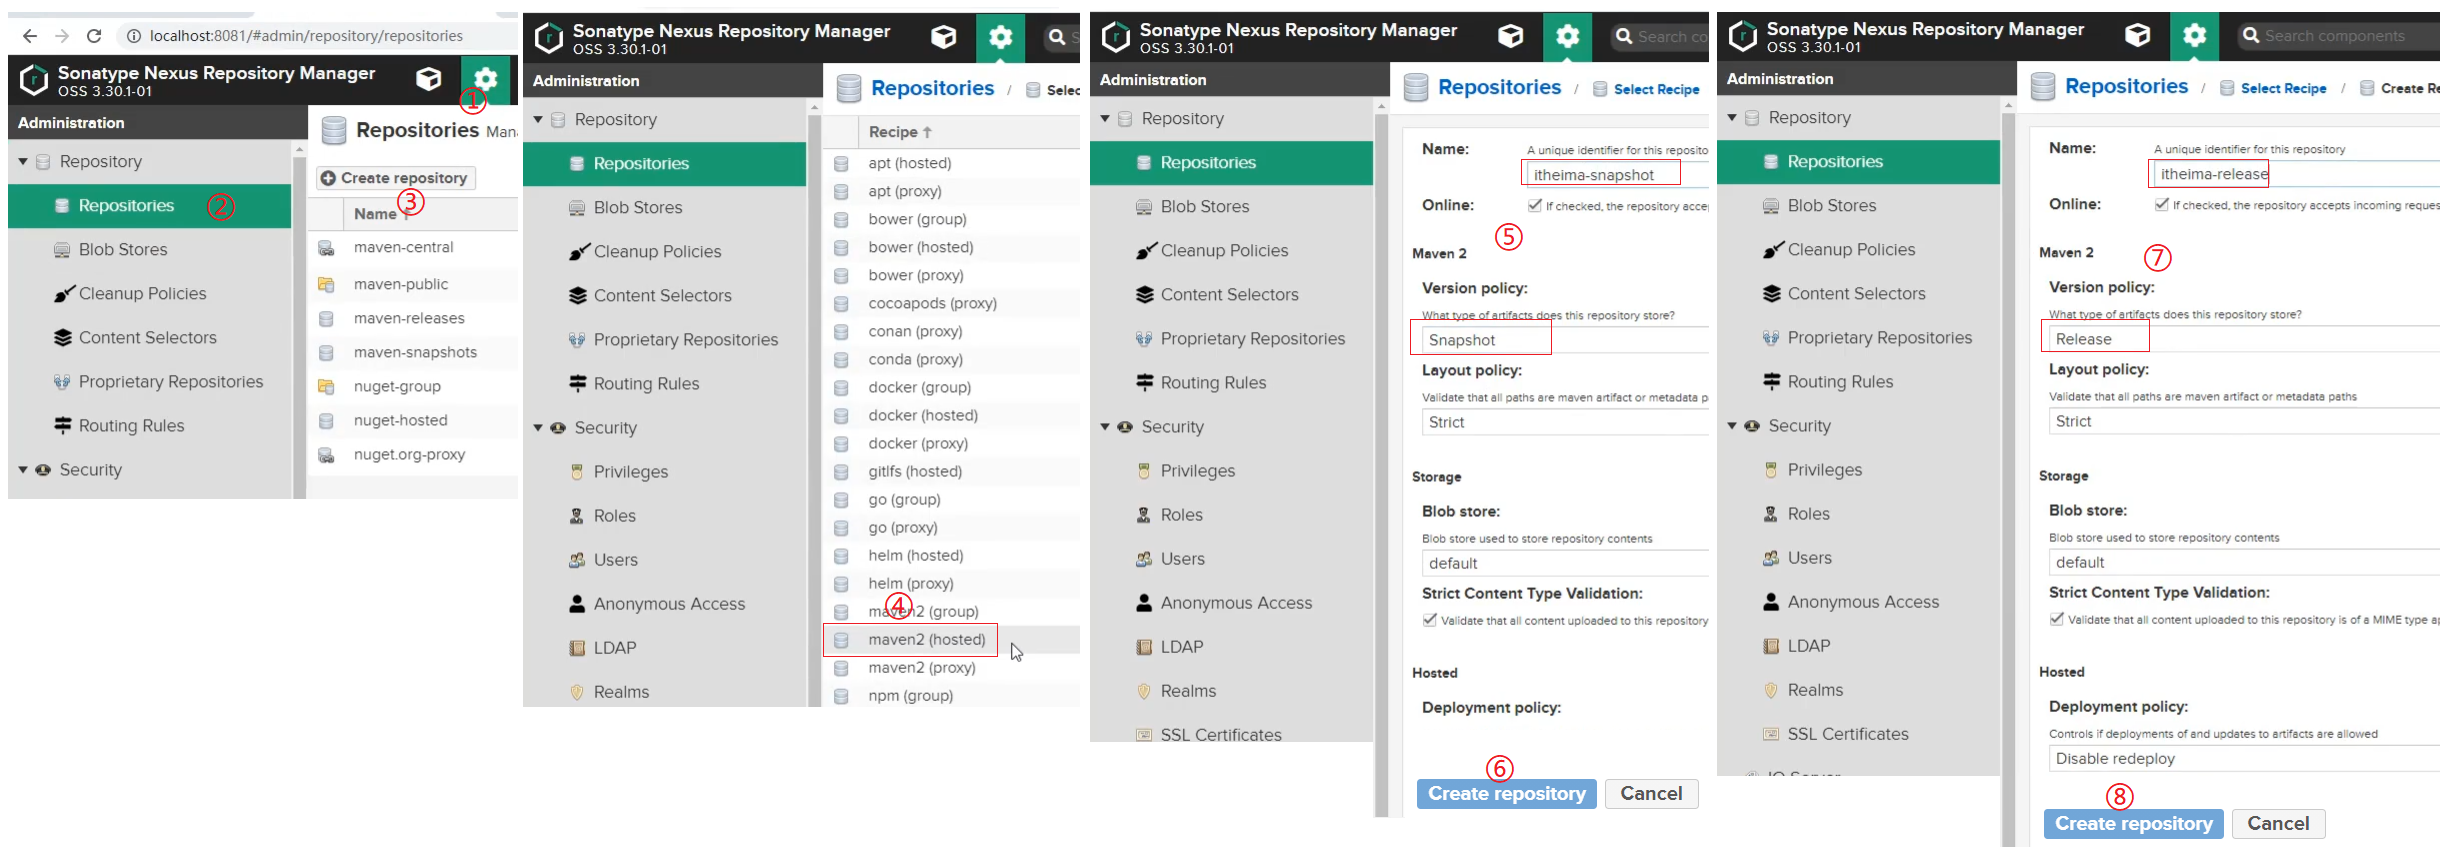 localhost:8081/#admin/repository/repositories
Sonatype Nexus Repository Manager
OSS 3.30.1-01
①
Administration
Repositories
Repository
Create repository
Repositories
②
③
Name
Blob Stores
maven-central
Cleanup Policies
maven-public
Content Selectors
maven-releases
Proprietary Repositories
maven-snapshots
Routing Rules
nuget-group
Security
nuget-hosted
nuget.org-proxy
Sonatype Nexus Repository Manager
OSS 3.30.1-01
Administration
Repositories /
Repository
Repositories
Blob Stores
Cleanup Policies
Content Selectors
Proprietary Repositories
Routing Rules
Security
Privileges
Roles
Users
Anonymous Access
LDAP
Realms
Recipe
apt (hosted)
apt (proxy)
bower (group)
bower (hosted)
bower (proxy)
cocoapods (proxy)
conan (proxy)
conda (proxy)
docker (group)
docker (hosted)
docker (proxy)
gitlfs (hosted)
go (group)
go (proxy)
helm (hosted)
helm (proxy)
④
maven2 (group)
maven2 (hosted)
maven2 (proxy)
npm (group)
Sonatype Nexus Repository Manager
OSS 3.30.1-01
Search
Administration
Repositories / Select Recipe
Repository
Repositories
Blob Stores
Cleanup Policies
Content Selectors
Proprietary Repositories
Routing Rules
Security
Privileges
Roles
Users
Anonymous Access
LDAP
Realms
SSL Certificates
Name:
A unique identifier for this
itheima-snapshot
Online:
If checked, the repository
⑤
Maven 2
Version policy:
What type of artifacts does this repository store?
Snapshot
Layout policy:
Validate that all paths are maven artifact or metadata
Strict
Storage
Blob store:
Blob store used to store repository contents
default
Strict Content Type Validation:
Validate that all content uploaded to this repository
Hosted
Deployment policy:
⑥
Create repository
Cancel
Sonatype Nexus Repository Manager
OSS 3.30.1-01
Search components
Administration
Repositories / Select Recipe / Create
Repository
Repositories
Blob Stores
Cleanup Policies
Content Selectors
Proprietary Repositories
Routing Rules
Security
Privileges
Roles
Users
Anonymous Access
LDAP
Realms
SSL Certificates
Name:
A unique identifier for this repository
itheima-release
Online:
If checked, the repository accepts incoming
⑦
Maven 2
Version policy:
What type of artifacts does this repository store?
Release
Layout policy:
Validate that all paths are maven artifact or metadata paths
Strict
Storage
Blob store:
Blob store used to store repository contents
default
Strict Content Type Validation:
Validate that all content uploaded to this repository is of a MIME type
Hosted
Deployment policy:
Controls if deployments of and updates to artifacts are allowed
Disable redeploy
⑧
Create repository
Cancel